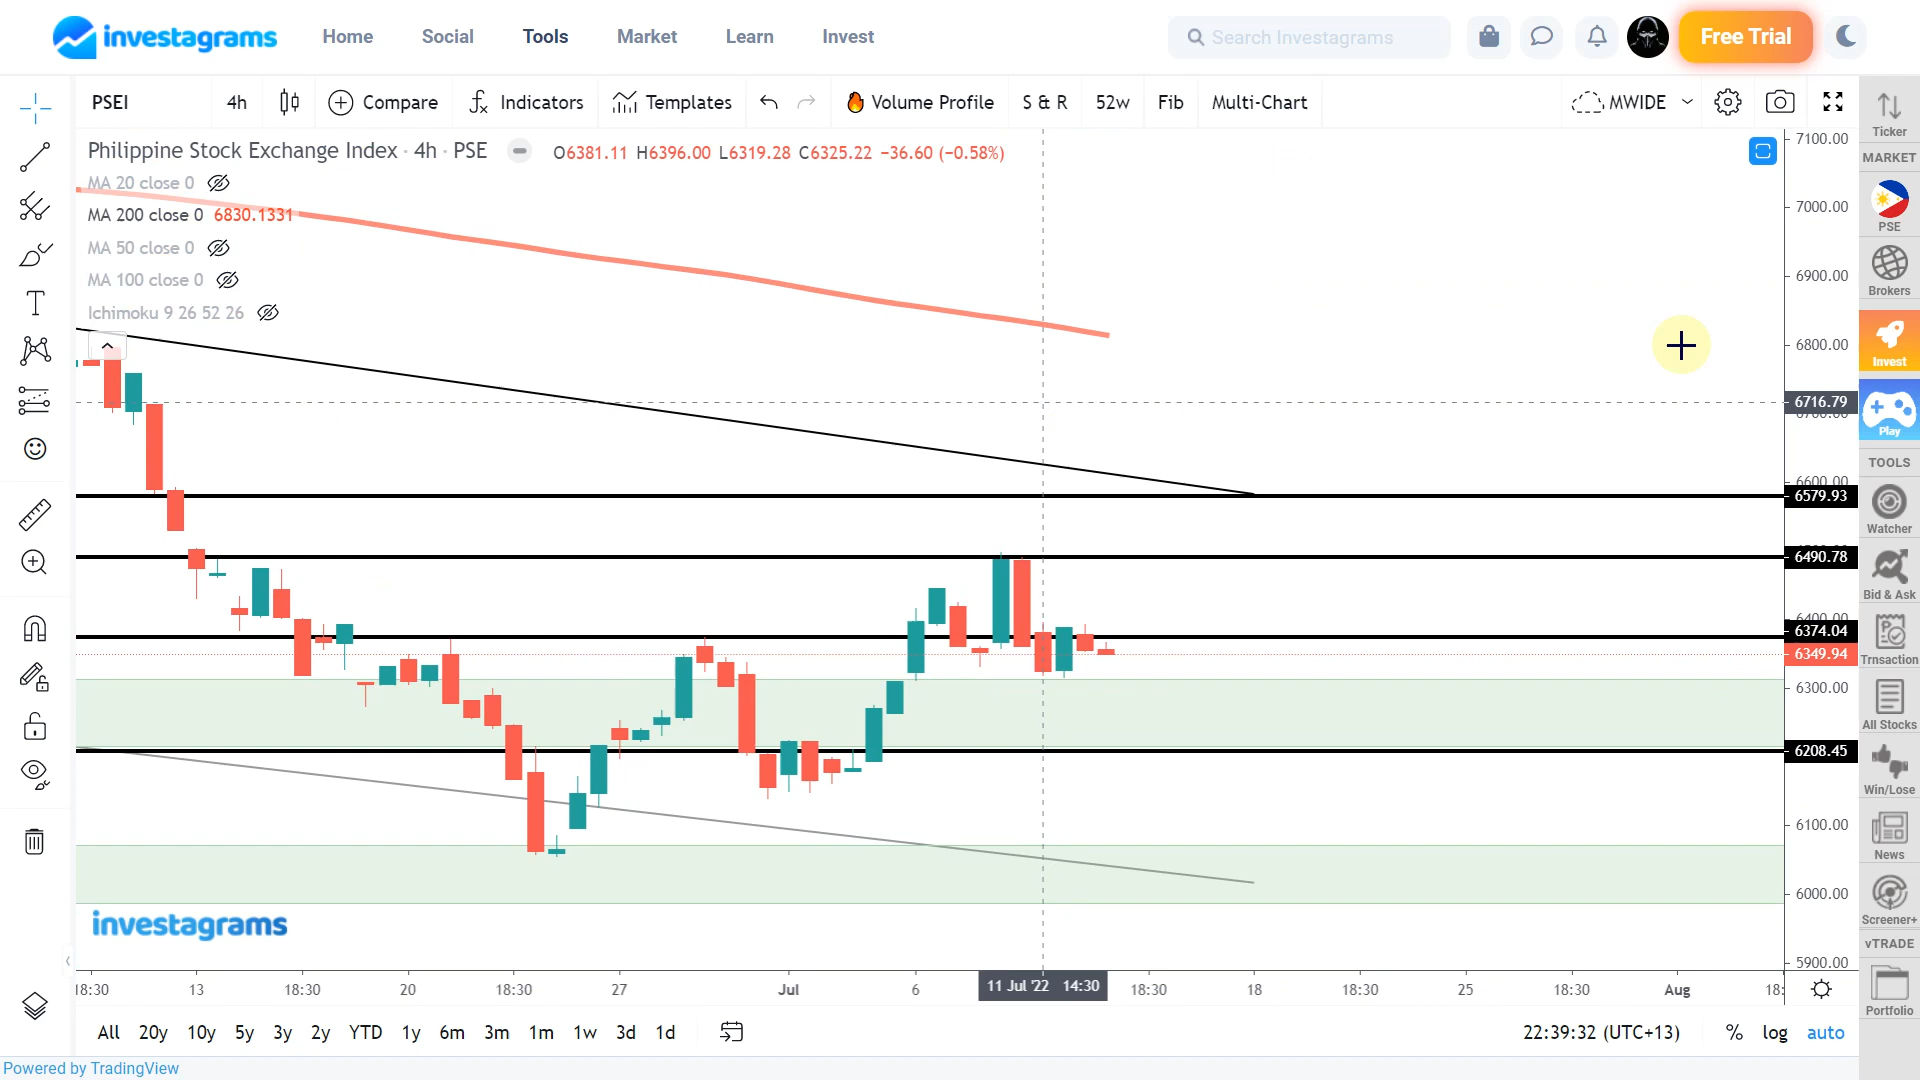 investagrams Home Social Tools Market Learn Invest Search Investagrams Free Trial
PSEI 4h Compare Indicators Templates Volume Profile S & R 52w Fib Multi-Chart MWIDE
Philippine Stock Exchange Index · 4h · PSE O6381.11 H6396.00 L6319.28 C6325.22 −36.60 (−0.58%)
MA 20 close 0
MA 200 close 0 6830.1331
MA 50 close 0
MA 100 close 0
Ichimoku 9 26 52 26
7100.00
7000.00
6900.00
6800.00
6716.79
6600.00
6579.93
6490.78
6400.00
6374.04
6349.94
6300.00
6208.45
6100.00
6000.00
5900.00
Ticker
MARKET
PSE
Brokers
Invest
Play
TOOLS
Watcher
Bid & Ask
Trnsaction
All Stocks
Win/Lose
News
Screener+
vTRADE
Portfolio
investagrams
18:30 13 18:30 20 18:30 27 Jul 6 11 Jul '22 14:30 18:30 18 18:30 25 18:30 Aug 18:
All 20y 10y 5y 3y 2y YTD 1y 6m 3m 1m 1w 3d 1d 22:39:32 (UTC+13) % log auto
Powered by TradingView